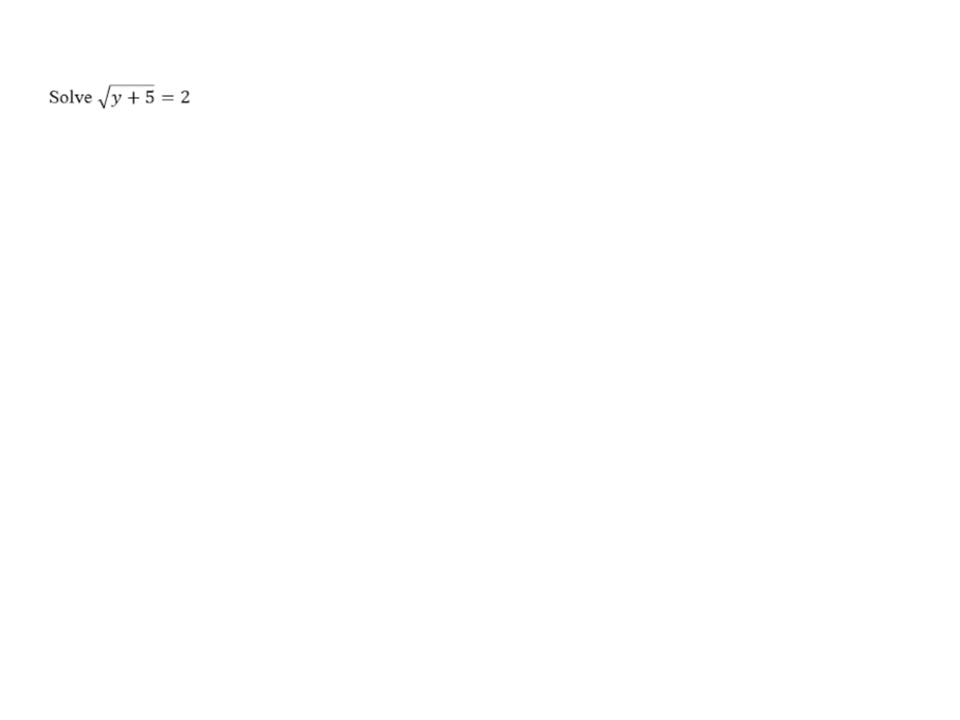 Solve √(y + 5) = 2